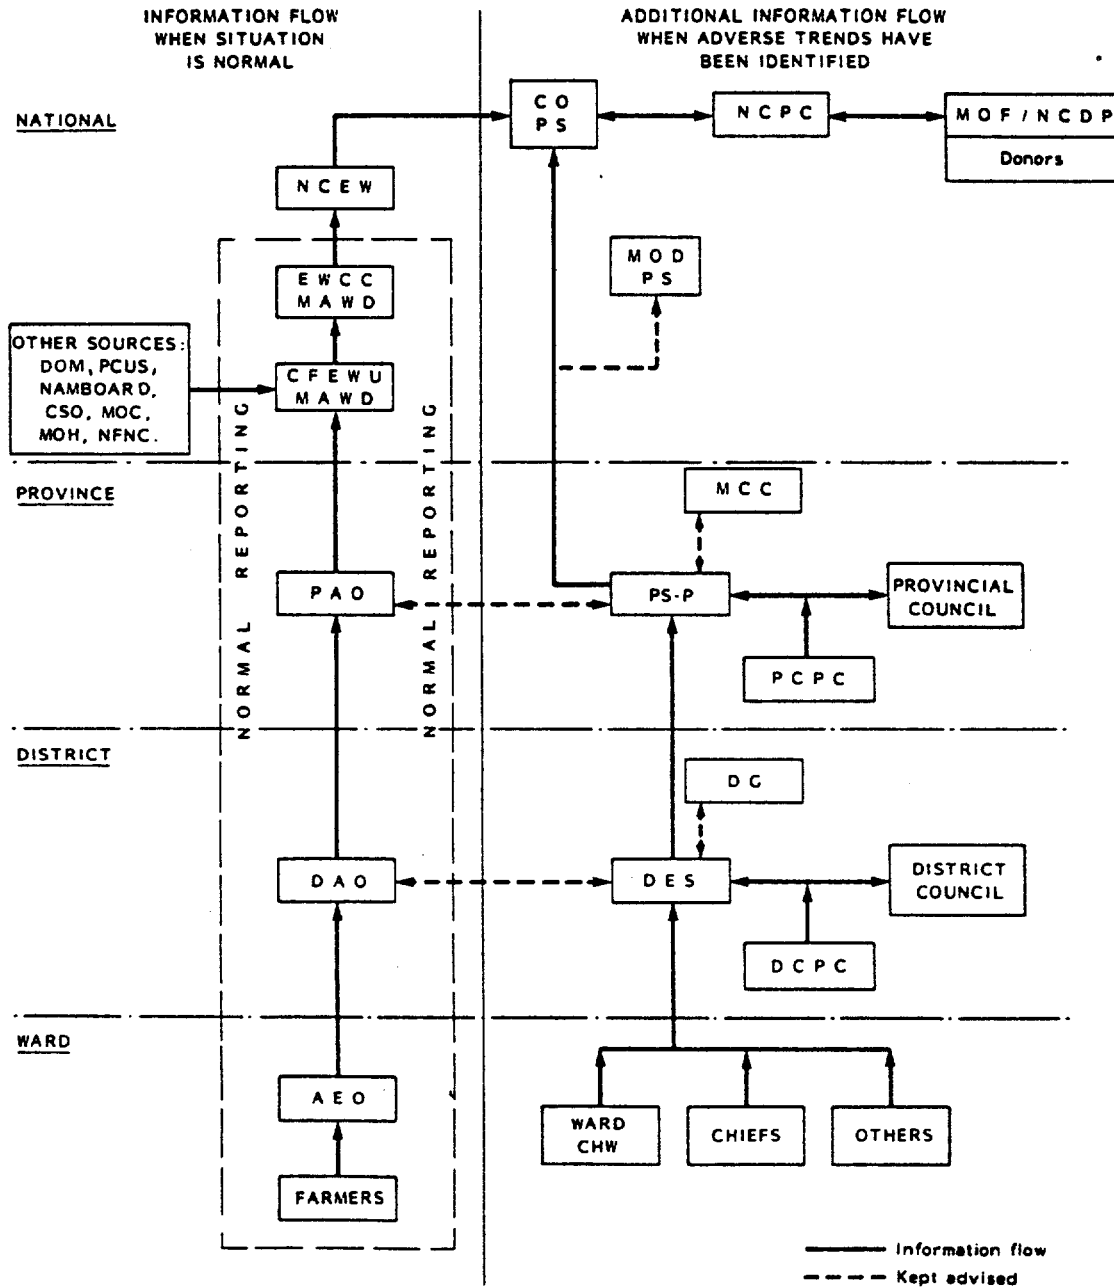 INFORMATION FLOW
WHEN SITUATION
IS NORMAL
ADDITIONAL INFORMATION FLOW
WHEN ADVERSE TRENDS HAVE
BEEN IDENTIFIED
NATIONAL
CO
PS
NCPC
MOF/NCDP
Donors
NCEW
MOD
PS
EWCC
MAWD
OTHER SOURCES:
DOM, PCUS,
NAMBOARD,
CSO, MOC,
MOH, NFNC.
CFEWU
MAWD
NORMAL REPORTING
NORMAL REPORTING
PROVINCE
MCC
PAO
PS-P
PROVINCIAL
COUNCIL
PCPC
DISTRICT
DG
DAO
DES
DISTRICT
COUNCIL
DCPC
WARD
AEO
WARD
CHW
CHIEFS
OTHERS
FARMERS
Information flow
Kept advised